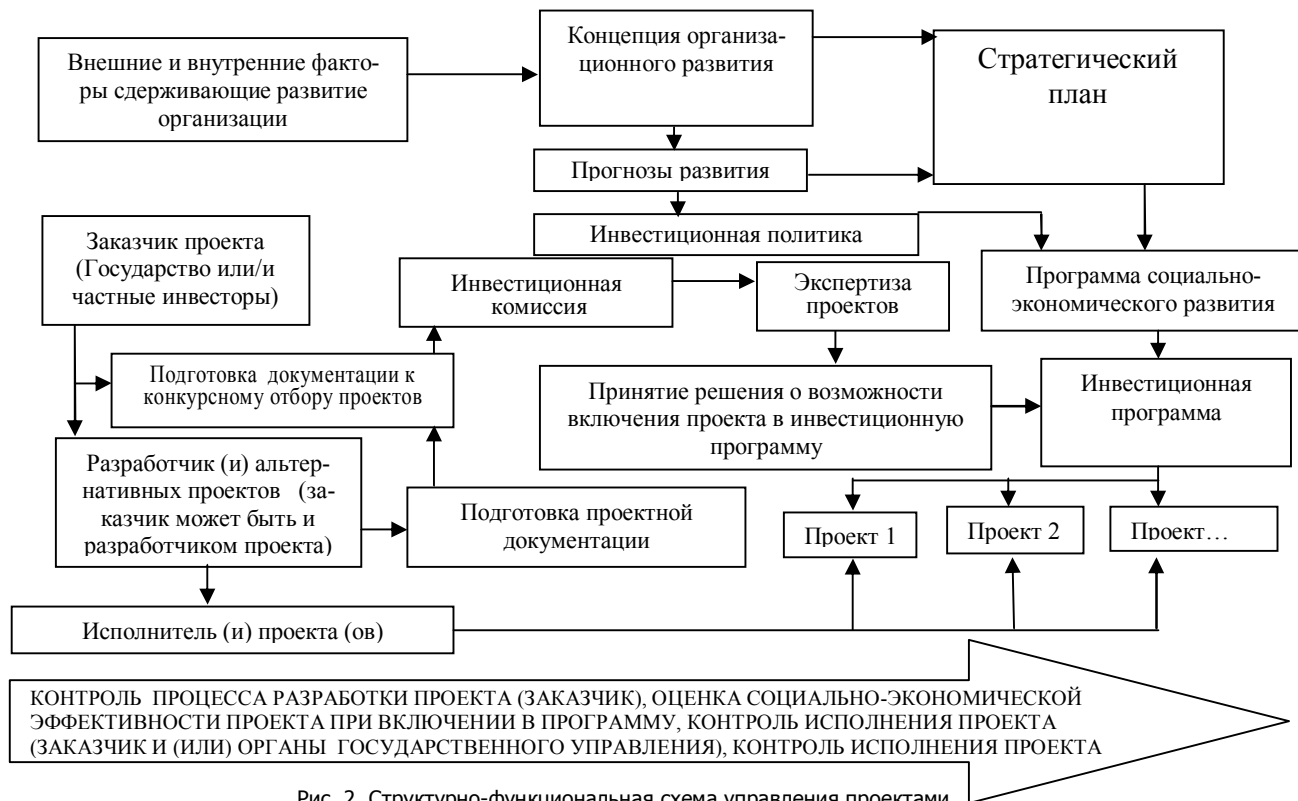 Внешние и внутренние факто-
ры сдерживающие развитие
организации
Концепция организа-
ционного развития
Стратегический
план
Прогнозы развития
Инвестиционная политика
Заказчик проекта
(Государство или/и
частные инвесторы)
Инвестиционная
комиссия
Экспертиза
проектов
Программа социально-
экономического развития
Подготовка документации к
конкурсному отбору проектов
Принятие решения о возможности
включения проекта в инвестиционную
программу
Инвестиционная
программа
Разработчик (и) альтер-
нативных проектов (за-
казчик может быть и
разработчиком проекта)
Подготовка проектной
документации
Проект 1
Проект 2
Проект…
Исполнитель (и) проекта (ов)
КОНТРОЛЬ ПРОЦЕССА РАЗРАБОТКИ ПРОЕКТА (ЗАКАЗЧИК), ОЦЕНКА СОЦИАЛЬНО-ЭКОНОМИЧЕСКОЙ
ЭФФЕКТИВНОСТИ ПРОЕКТА ПРИ ВКЛЮЧЕНИИ В ПРОГРАММУ, КОНТРОЛЬ ИСПОЛНЕНИЯ ПРОЕКТА
(ЗАКАЗЧИК И (ИЛИ) ОРГАНЫ ГОСУДАРСТВЕННОГО УПРАВЛЕНИЯ), КОНТРОЛЬ ИСПОЛНЕНИЯ ПРОЕКТА
Рис. 2. Структурно-функциональная схема управления проектами